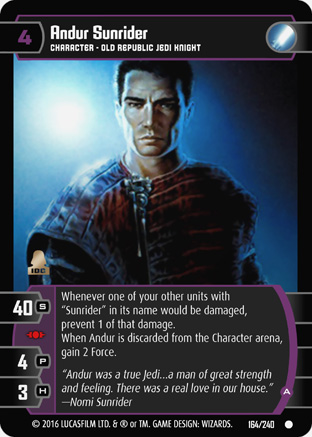 4
Andur Sunrider
CHARACTER - OLD REPUBLIC JEDI KNIGHT
IDC
40 S
4 P
3 H
Whenever one of your other units with
"Sunrider" in its name would be damaged,
prevent 1 of that damage.
When Andur is discarded from the Character arena,
gain 2 Force.
"Andur was a true Jedi...a man of great strength
and feeling. There was a real love in our house."
—Nomi Sunrider
A
© 2016 LUCASFILM LTD. & ® or TM. GAME DESIGN: WIZARDS. 164/240